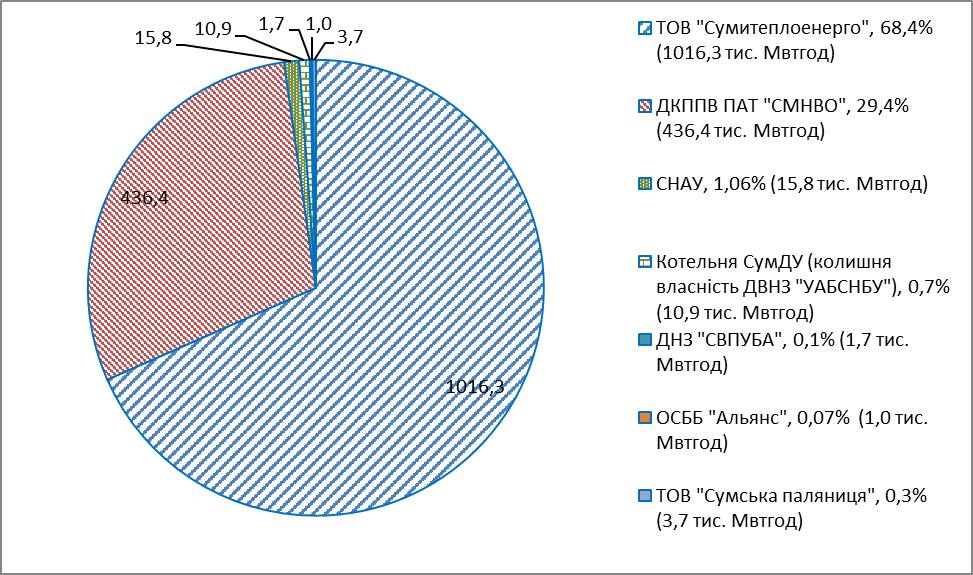 15,8
10,9
1,7
1,0
3,7
436,4
1016,3
ТОВ "Сумитеплоенерго", 68,4%
(1016,3 тис. Мвтгод)
ДКППВ ПАТ "СМНВО", 29,4%
(436,4 тис. Мвтгод)
СНАУ, 1,06% (15,8 тис. Мвтгод)
Котельня СумДУ (колишня
власність ДВНЗ "УАБСНБУ"), 0,7%
(10,9 тис. Мвтгод)
ДНЗ "СВПУБА", 0,1% (1,7 тис.
Мвтгод)
ОСББ "Альянс", 0,07% (1,0 тис.
Мвтгод)
ТОВ "Сумська паляниця", 0,3%
(3,7 тис. Мвтгод)